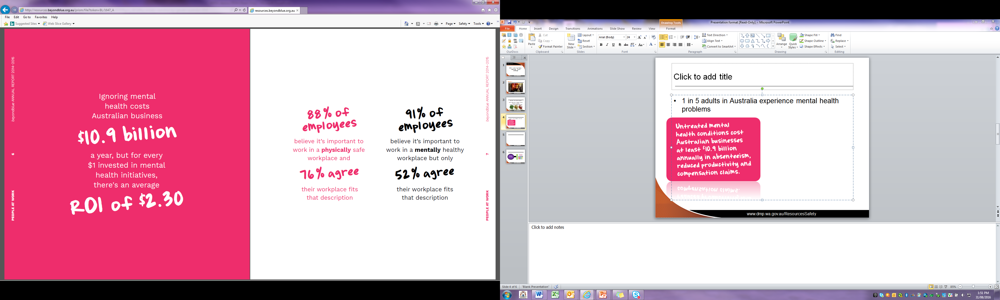 http://resources.beyondblue.org.au/prism/file?token=BL/1647_A
resources.beyondblue.org.au
File Edit Go to Favorites Help
Suggested Sites Web Slice Gallery
Page Safety Tools
beyondblue ANNUAL REPORT 2014–2015
6
PEOPLE AT WORK
Ignoring mental
health costs
Australian business
$10.9 billion
a year, but for every
$1 invested in mental
health initiatives,
there's an average
ROI of $2.30
88% of
employees
believe it's important to
work in a physically safe
workplace and
76% agree
their workplace fits
that description
91% of
employees
believe it's important to
work in a mentally healthy
workplace but only
52% agree
their workplace fits
that description
beyondblue ANNUAL REPORT 2014–2015
7
PEOPLE AT WORK
Presentation format [Read-Only] - Microsoft PowerPoint
Drawing Tools
File Home Insert Design Transitions Animations Slide Show Review View Format
OurDocs
Paste
Cut
Copy
Format Painter
Clipboard
New
Slide
Layout
Reset
Section
Slides
Arial (Body) 24
Font
Text Direction
Align Text
Convert to SmartArt
Paragraph
Arrange
Quick
Styles
Shape Fill
Shape Outline
Shape Effects
Drawing
Find
Replace
Select
Editing
1
2
3
4
5
6
Click to add title
• 1 in 5 adults in Australia experience mental health
problems
Untreated mental
health conditions cost
Australian businesses
at least $10.9 billion
annually in absenteeism,
reduced productivity and
compensation claims.
www.dmp.wa.gov.au/ResourcesSafety
Click to add notes
Slide 4 of 6 "Blank Presentation"
85%
1:51 PM
31/08/2016